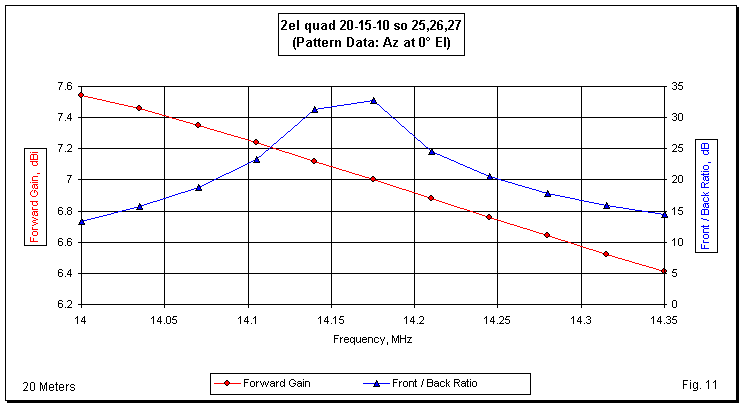 2el quad 20-15-10 so 25,26,27
(Pattern Data: Az at 0° El)
7.6
7.4
7.2
7
6.8
6.6
6.4
6.2
Forward Gain, dBi
35
30
25
20
15
10
5
0
Front / Back Ratio, dB
14
14.05
14.1
14.15
14.2
14.25
14.3
14.35
Frequency, MHz
Forward Gain
Front / Back Ratio
20 Meters
Fig. 11